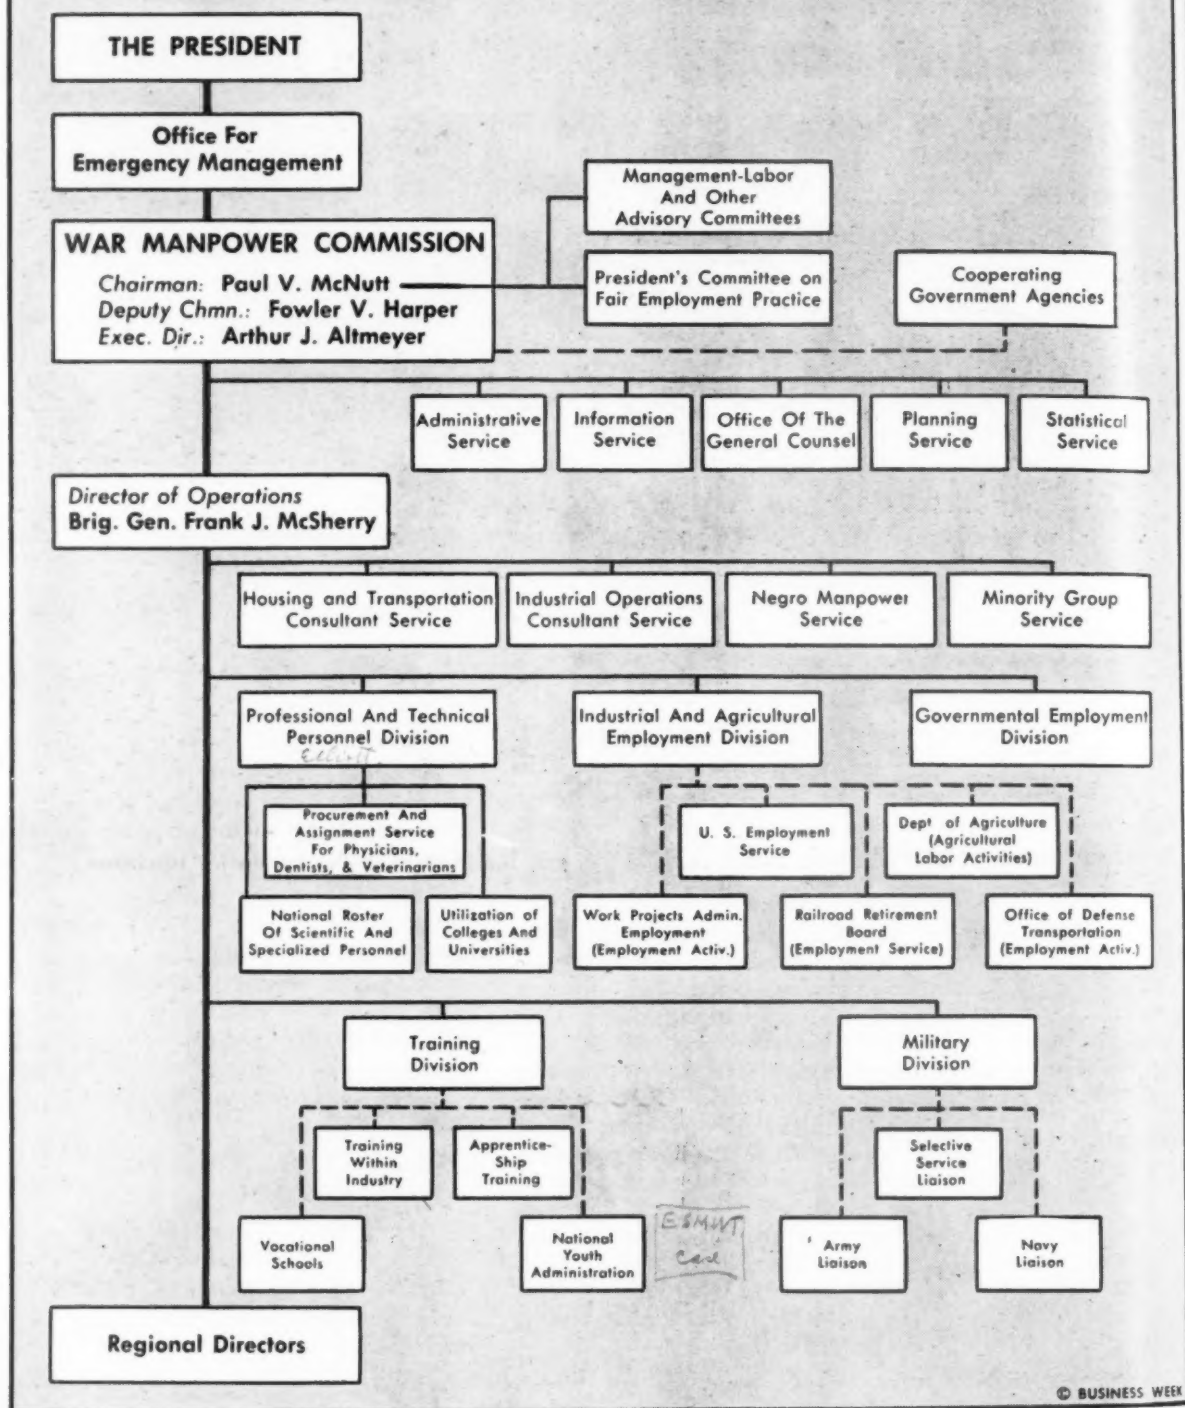 THE PRESIDENT
Office For
Emergency Management
WAR MANPOWER COMMISSION
Chairman: Paul V. McNutt
Deputy Chmn.: Fowler V. Harper
Exec. Dir.: Arthur J. Altmeyer
Management-Labor
And Other
Advisory Committees
President's Committee on
Fair Employment Practice
Cooperating
Government Agencies
Administrative
Service
Information
Service
Office Of The
General Counsel
Planning
Service
Statistical
Service
Director of Operations
Brig. Gen. Frank J. McSherry
Housing and Transportation
Consultant Service
Industrial Operations
Consultant Service
Negro Manpower
Service
Minority Group
Service
Professional And Technical
Personnel Division
Elliott
Industrial And Agricultural
Employment Division
Governmental Employment
Division
Procurement And
Assignment Service
For Physicians,
Dentists, & Veterinarians
U. S. Employment
Service
Dept of Agriculture
(Agricultural
Labor Activities)
National Roster
Of Scientific And
Specialized Personnel
Utilization of
Colleges And
Universities
Work Projects Admin.
Employment
(Employment Activ.)
Railroad Retirement
Board
(Employment Service)
Office of Defense
Transportation
(Employment Activ.)
Training
Division
Military
Division
Training
Within
Industry
Apprentice-
Ship
Training
Selective
Service
Liaison
Vocational
Schools
National
Youth
Administration
ESMWT
Army
Liaison
Navy
Liaison
Regional Directors
© BUSINESS WEEK